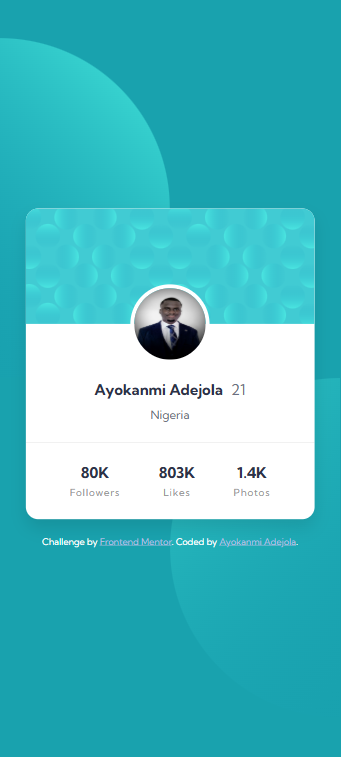 Ayokanmi Adejola 21
Nigeria
80K 803K 1.4K
Followers Likes Photos
Challenge by Frontend Mentor. Coded by Ayokanmi Adejola.